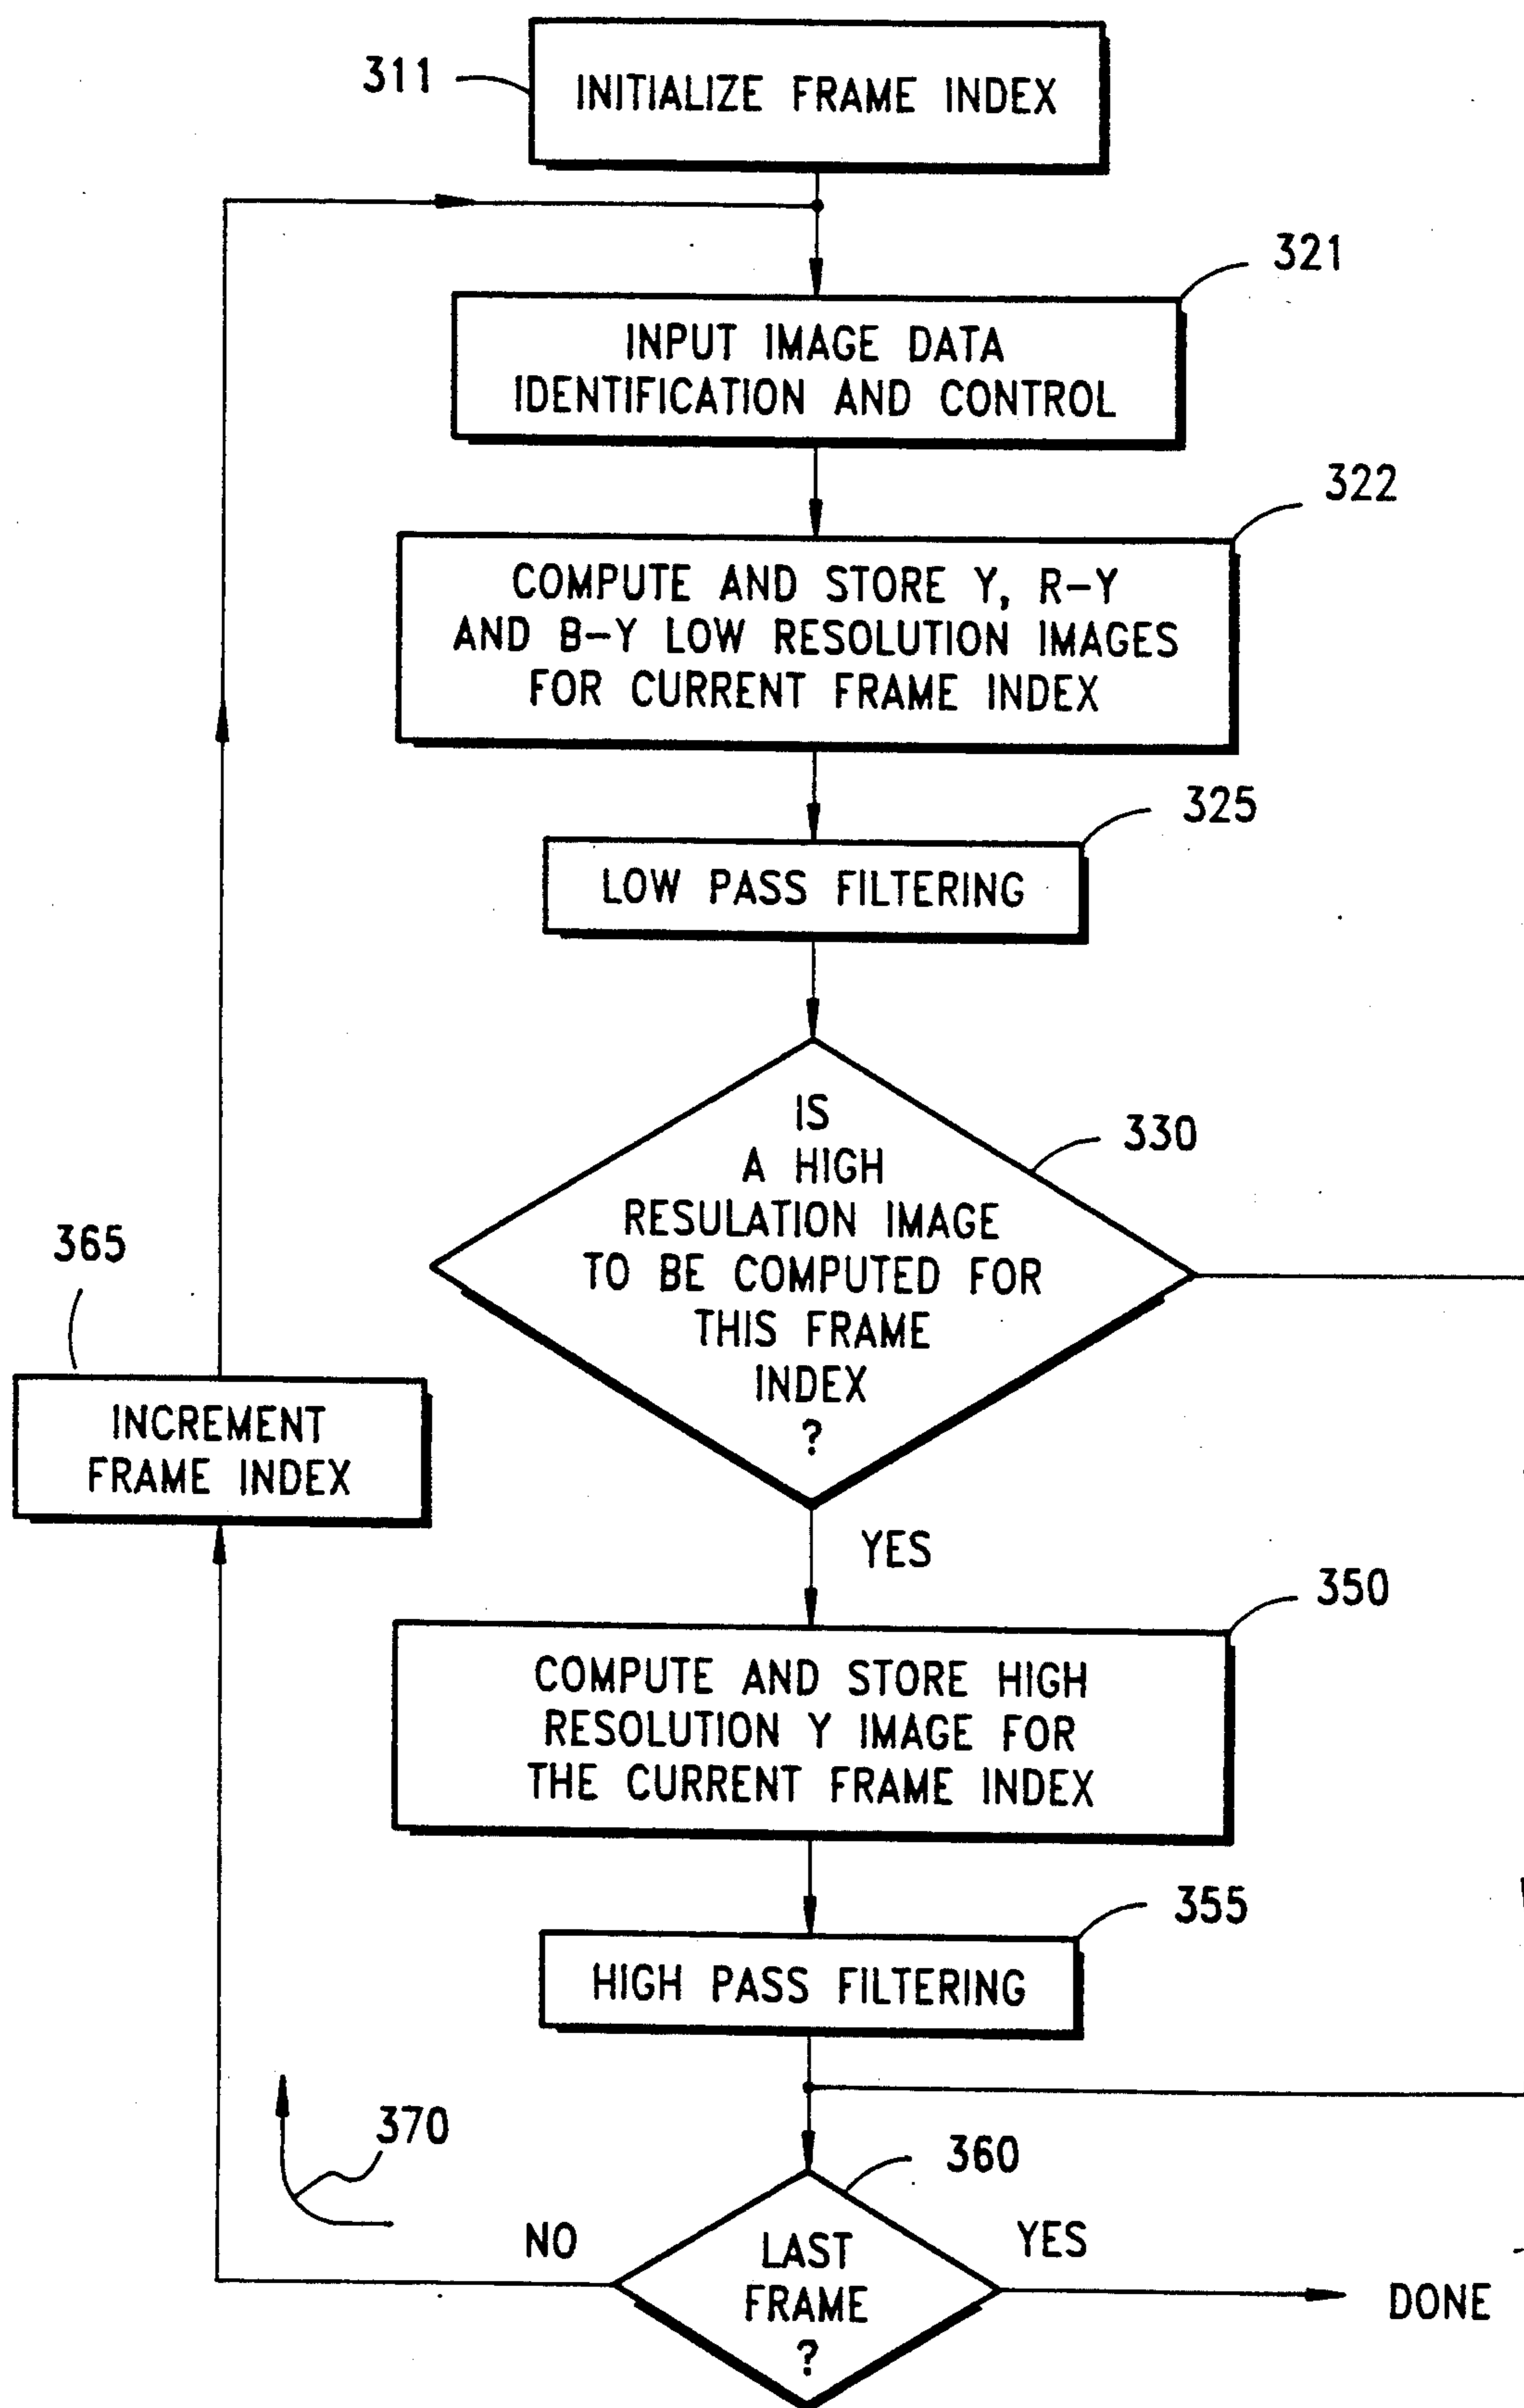 311
INITIALIZE FRAME INDEX
321
INPUT IMAGE DATA
IDENTIFICATION AND CONTROL
322
COMPUTE AND STORE Y, R-Y
AND B-Y LOW RESOLUTION IMAGES
FOR CURRENT FRAME INDEX
325
LOW PASS FILTERING
330
IS
A HIGH
RESULATION IMAGE
TO BE COMPUTED FOR
THIS FRAME
INDEX
?
365
INCREMENT
FRAME INDEX
YES
350
COMPUTE AND STORE HIGH
RESOLUTION Y IMAGE FOR
THE CURRENT FRAME INDEX
355
HIGH PASS FILTERING
370
360
NO
LAST
FRAME
?
YES
DONE